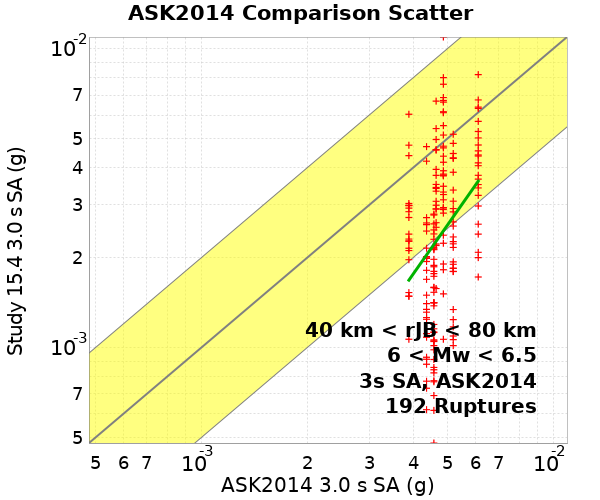 ASK2014 Comparison Scatter
Study 15.4 3.0 s SA (g)
10-2
7
5
4
3
2
10-3
7
5
40 km < rJB < 80 km
6 < Mw < 6.5
3s SA, ASK2014
192 Ruptures
5 6 7 10-3 2 3 4 5 6 7 10-2
ASK2014 3.0 s SA (g)